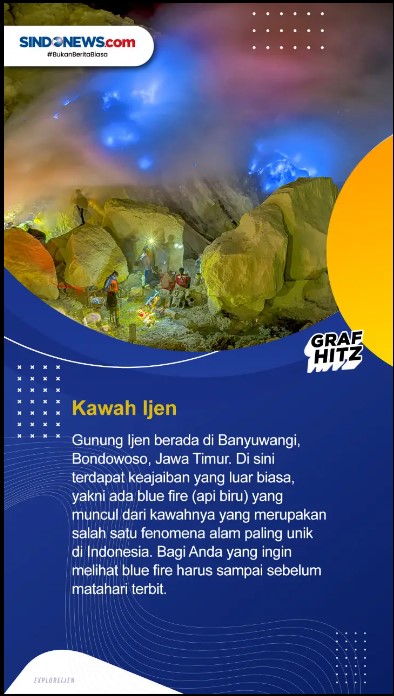 SINDONEWS.com
#BukanBeritaBiasa
GRAF
HITZ
Kawah Ijen
Gunung Ijen berada di Banyuwangi,
Bondowoso, Jawa Timur. Di sini
terdapat keajaiban yang luar biasa,
yakni ada blue fire (api biru) yang
muncul dari kawahnya yang merupakan
salah satu fenomena alam paling unik
di Indonesia. Bagi Anda yang ingin
melihat blue fire harus sampai sebelum
matahari terbit.
EXPLOREIJEN